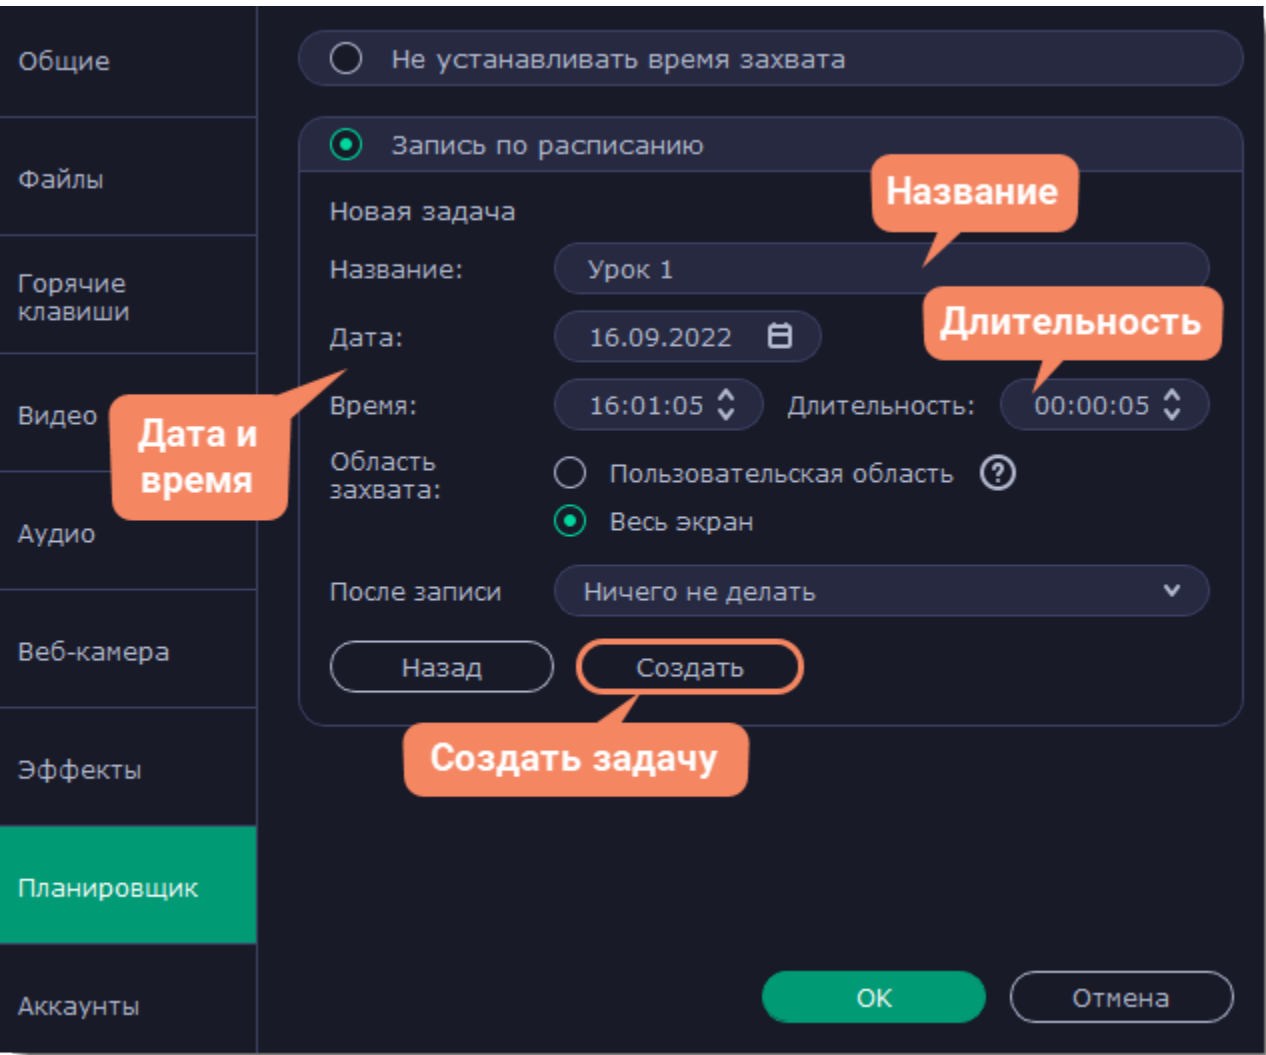 Общие
Файлы
Горячие
клавиши
Видео
Аудио
Веб-камера
Эффекты
Планировщик
Аккаунты
Не устанавливать время захвата
Запись по расписанию
Название
Новая задача
Название: Урок 1
Длительность
Дата: 16.09.2022
Дата и
время
Время: 16:01:05 Длительность: 00:00:05
Область
захвата:
Пользовательская область ?
Весь экран
После записи Ничего не делать
Назад Создать
Создать задачу
OK Отмена